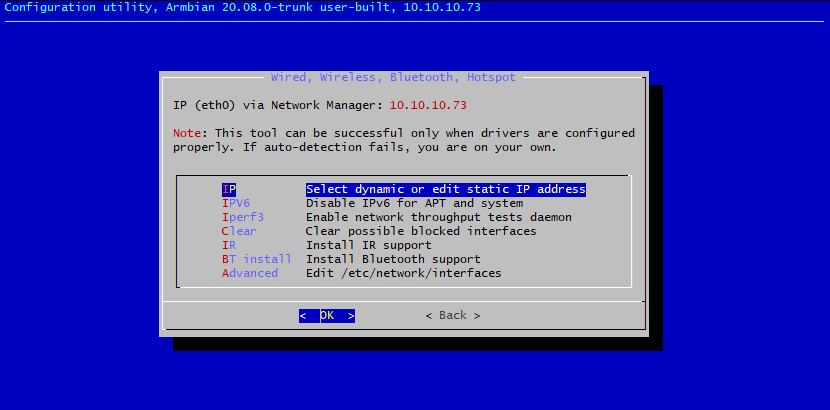 Configuration utility, Armbian 20.08.0-trunk user-built, 10.10.10.73
Wired, Wireless, Bluetooth, Hotspot
IP (eth0) via Network Manager: 10.10.10.73
Note: This tool can be successful only when drivers are configured
properly. If auto-detection fails, you are on your own.
IP Select dynamic or edit static IP address
IPV6 Disable IPv6 for APT and system
Iperf3 Enable network throughput tests daemon
Clear Clear possible blocked interfaces
IR Install IR support
BT install Install Bluetooth support
Advanced Edit /etc/network/interfaces
< OK > < Back >